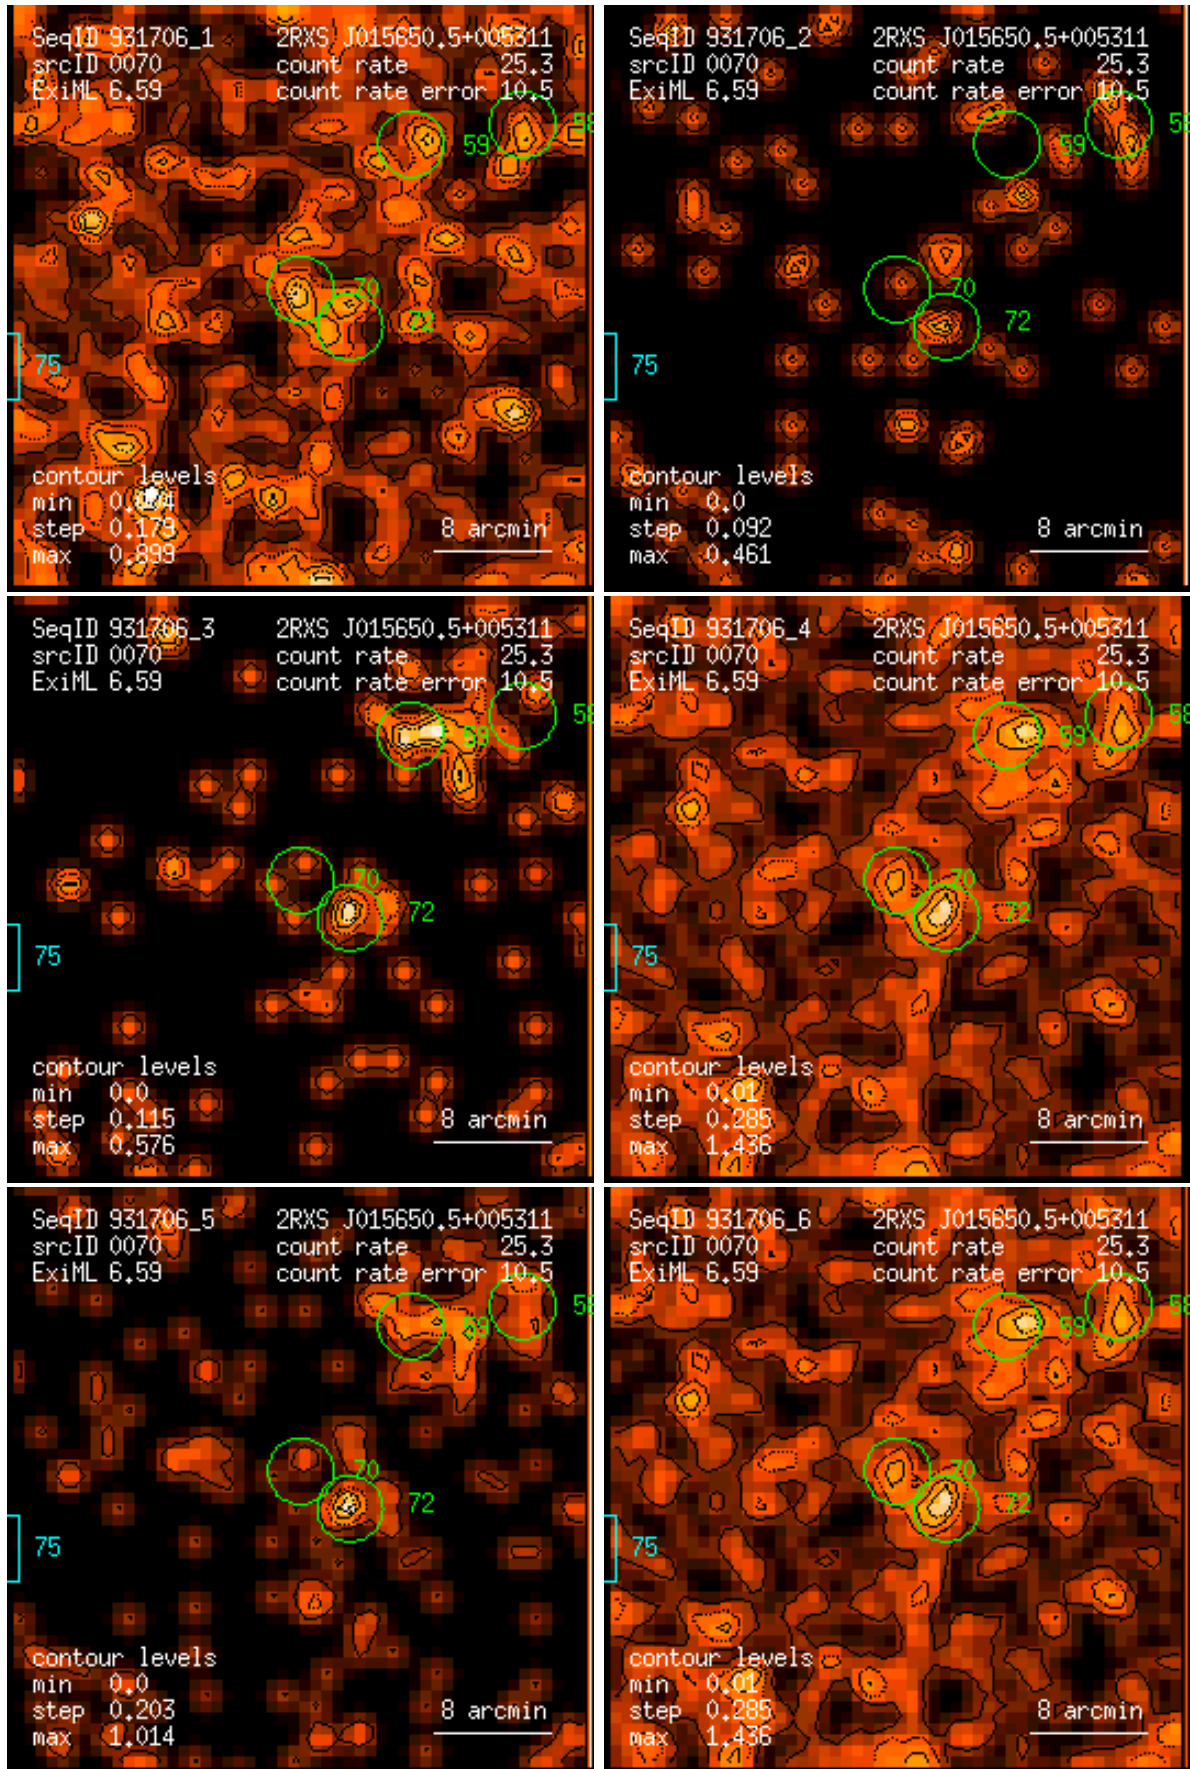 SeqID 931706_1 2RXS J015650.5+005311
srcID 0070 count rate 25.3
ExiML 6.59 count rate error 10.5
58
59
70
72
75
contour levels
min
step 0.179
max 0.899
8 arcmin
SeqID 931706_2 2RXS J015650.5+005311
srcID 0070 count rate 25.3
ExiML 6.59 count rate error 10.5
58
59
70
72
75
contour levels
min 0.0
step 0.092
max 0.461
8 arcmin
SeqID 931706_3 2RXS J015650.5+005311
srcID 0070 count rate 25.3
ExiML 6.59 count rate error 10.5
58
59
70
72
75
contour levels
min 0.0
step 0.115
max 0.576
8 arcmin
SeqID 931706_4 2RXS J015650.5+005311
srcID 0070 count rate 25.3
ExiML 6.59 count rate error 10.5
58
59
70
72
75
contour levels
min 0.01
step 0.285
max 1.436
8 arcmin
SeqID 931706_5 2RXS J015650.5+005311
srcID 0070 count rate 25.3
ExiML 6.59 count rate error 10.5
58
59
70
72
75
contour levels
min 0.0
step 0.203
max 1.014
8 arcmin
SeqID 931706_6 2RXS J015650.5+005311
srcID 0070 count rate 25.3
ExiML 6.59 count rate error 10.5
58
59
70
72
75
contour levels
min 0.01
step 0.285
max 1.436
8 arcmin